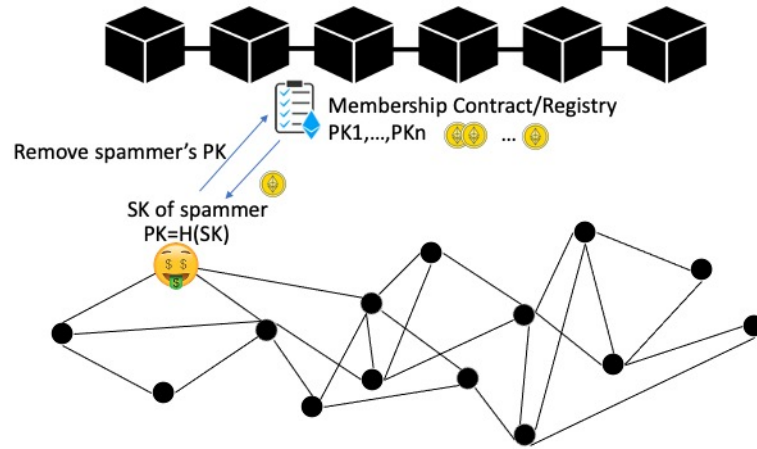 Membership Contract/Registry
PK1,...,PKn ...
Remove spammer's PK
SK of spammer
PK=H(SK)
$ $
$